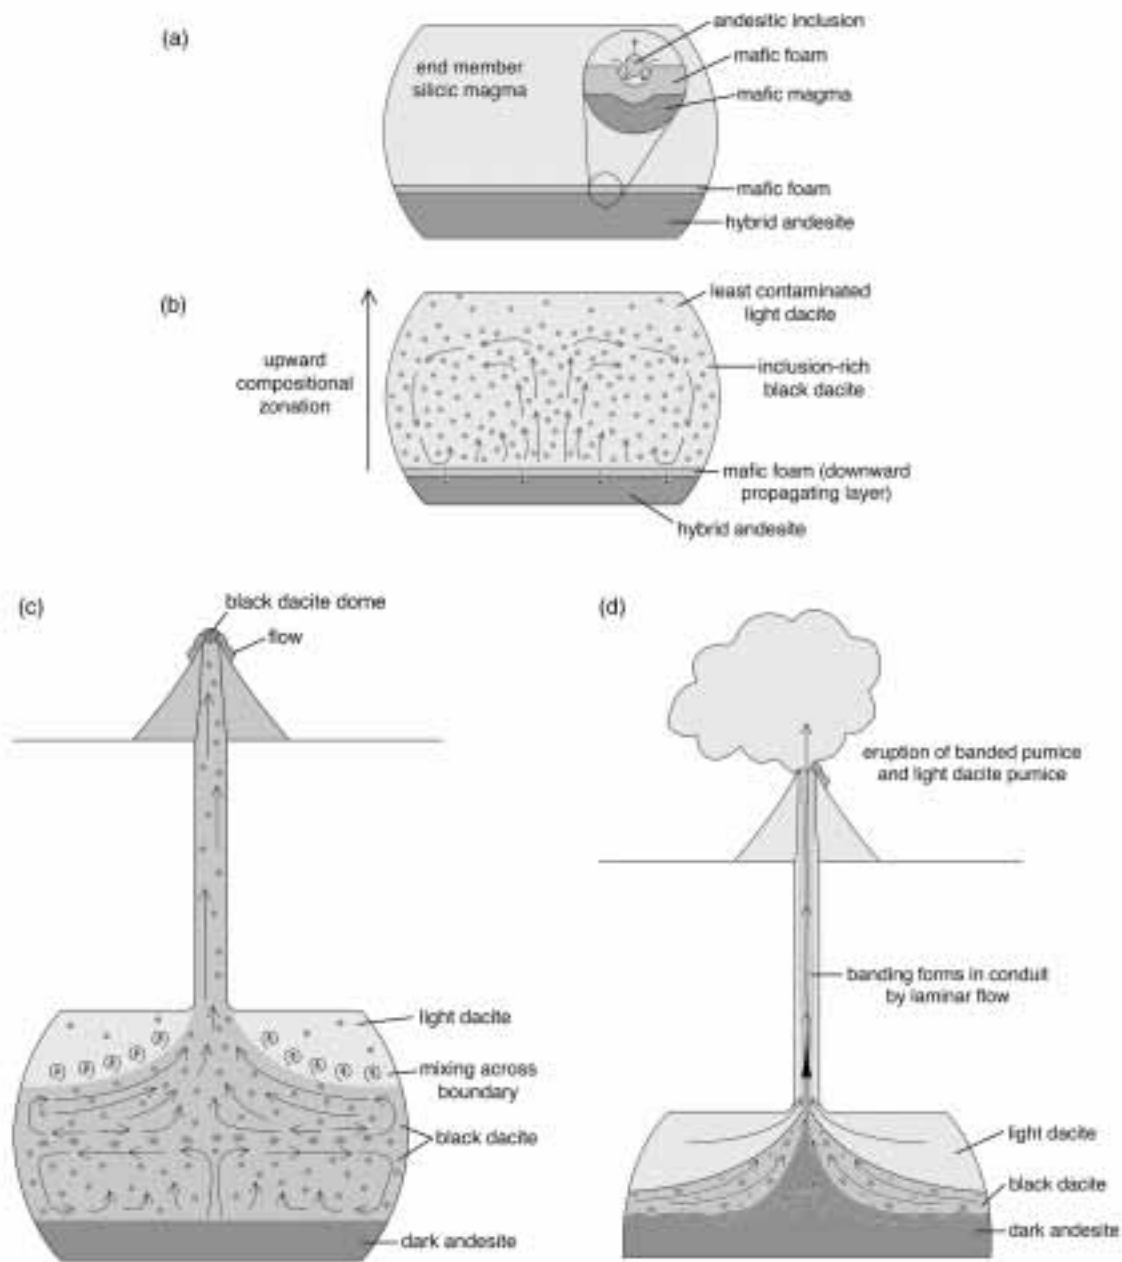 (a)
andesitic inclusion
end member
silicic magma
mafic foam
mafic magma
mafic foam
hybrid andesite
(b)
upward
compositional
zonation
least contaminated
light dacite
inclusion-rich
black dacite
mafic foam (downward
propagating layer)
hybrid andesite
(c)
black dacite dome
flow
light dacite
mixing across
boundary
black dacite
dark andesite
(d)
eruption of banded pumice
and light dacite pumice
banding forms in conduit
by laminar flow
light dacite
black dacite
dark andesite